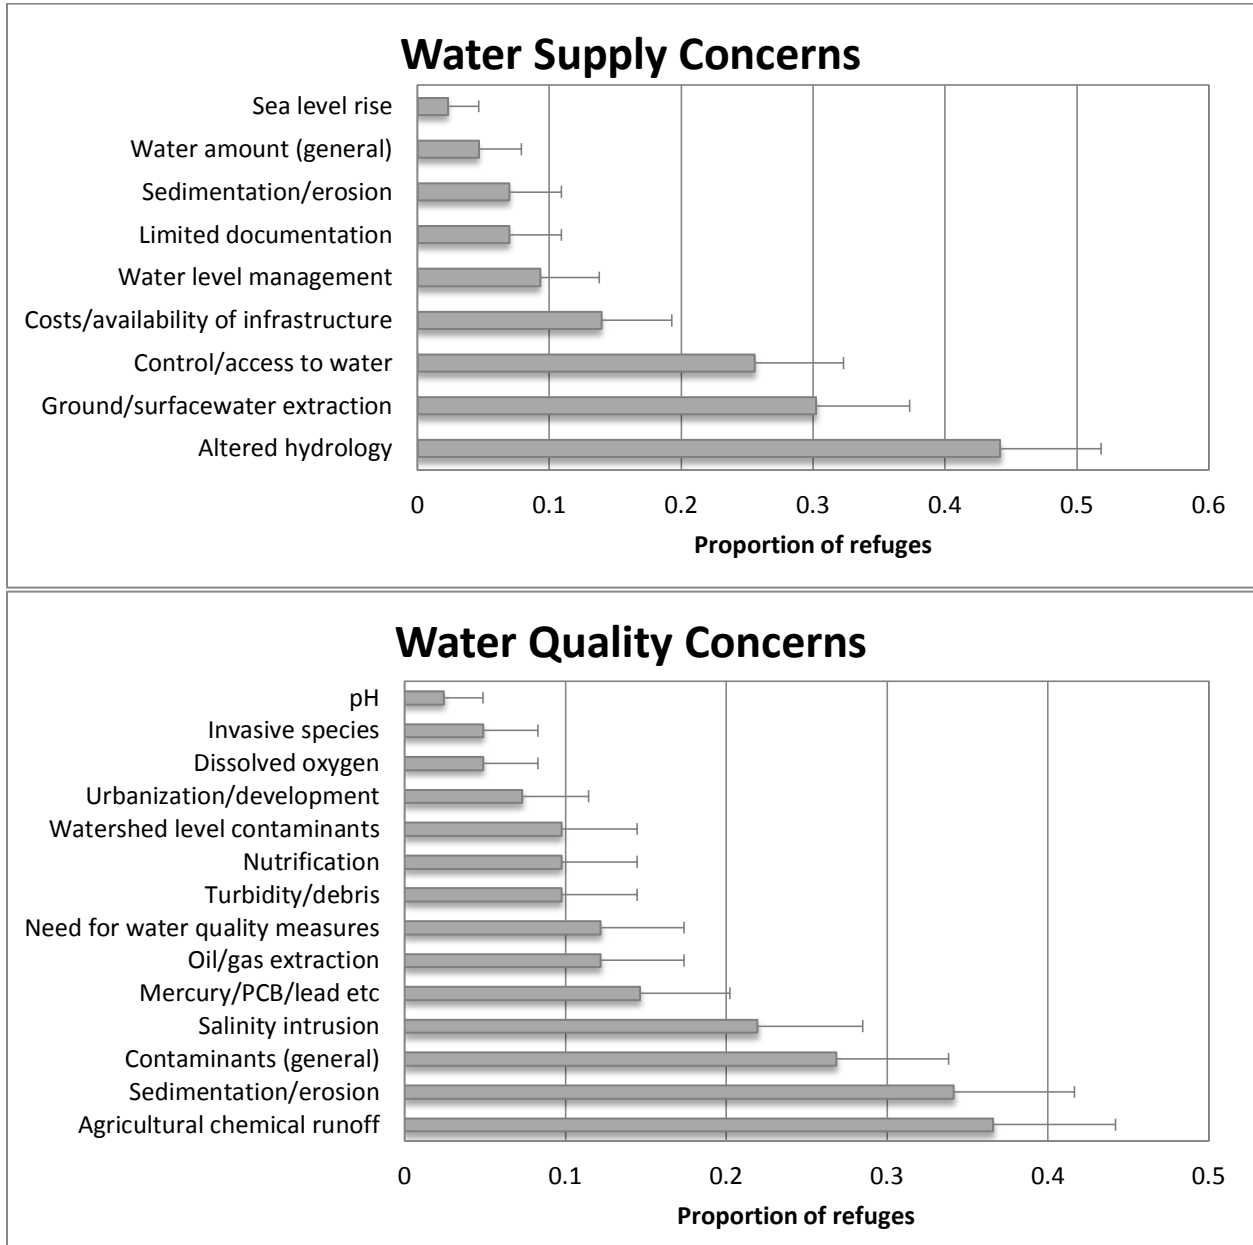 Water Supply Concerns
Sea level rise
Water amount (general)
Sedimentation/erosion
Limited documentation
Water level management
Costs/availability of infrastructure
Control/access to water
Ground/surfacewater extraction
Altered hydrology
0 0.1 0.2 0.3 0.4 0.5 0.6
Proportion of refuges
Water Quality Concerns
pH
Invasive species
Dissolved oxygen
Urbanization/development
Watershed level contaminants
Nutrification
Turbidity/debris
Need for water quality measures
Oil/gas extraction
Mercury/PCB/lead etc
Salinity intrusion
Contaminants (general)
Sedimentation/erosion
Agricultural chemical runoff
0 0.1 0.2 0.3 0.4 0.5
Proportion of refuges